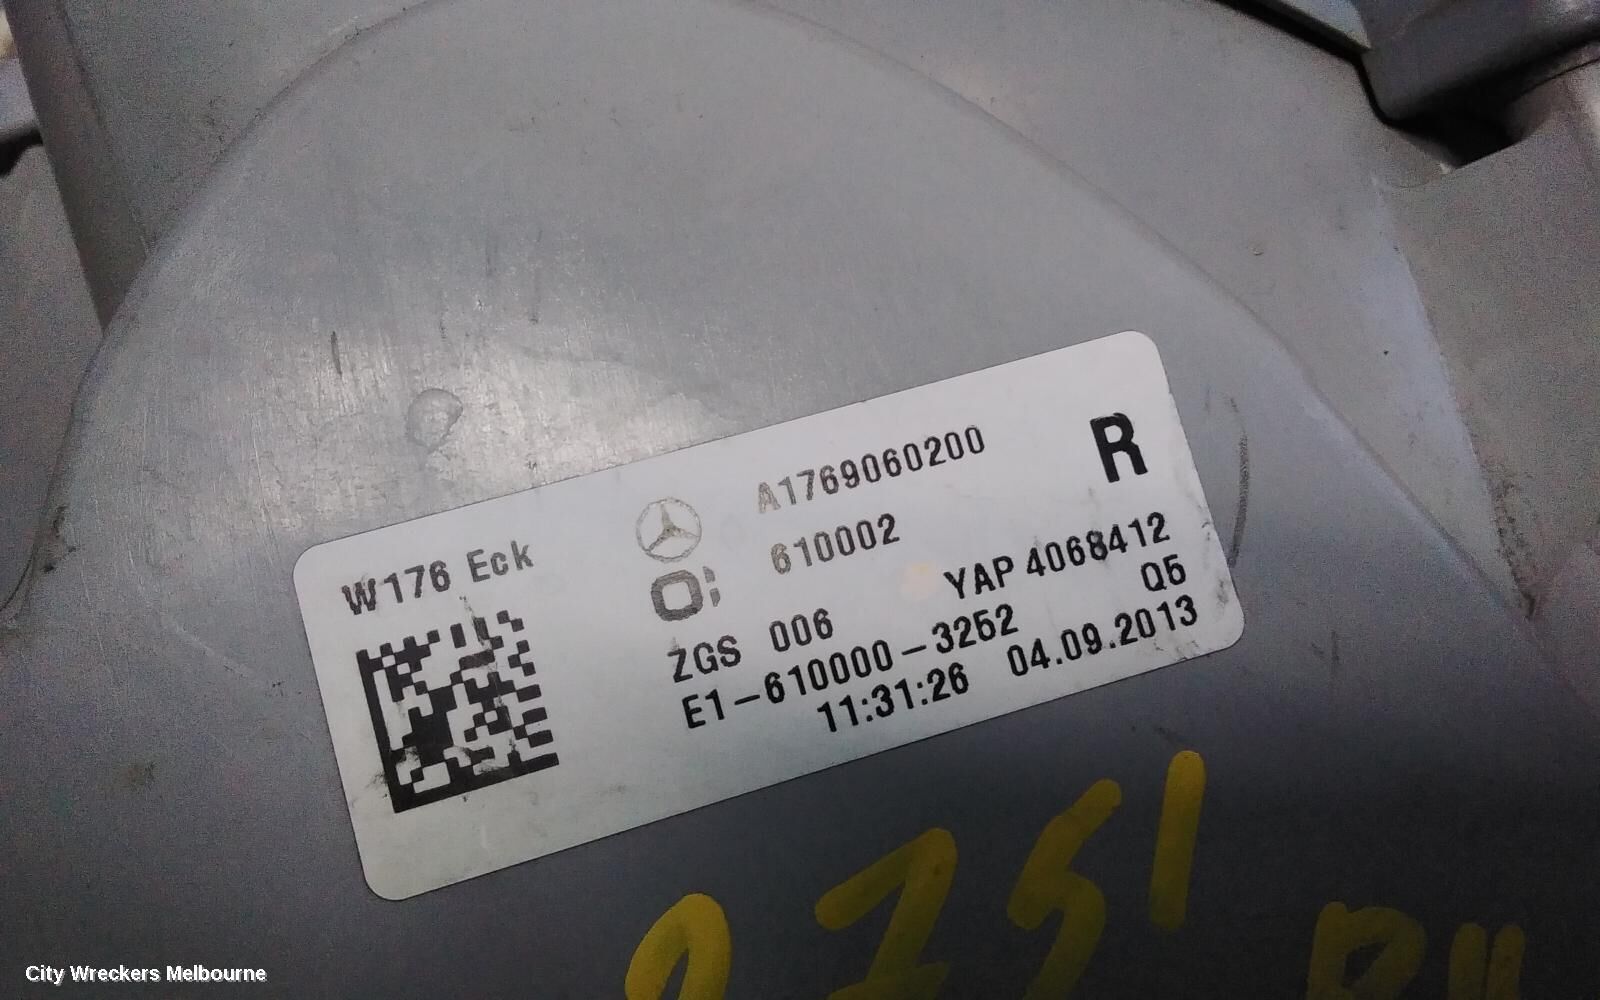 W176 Eck
A1769060200
R
610002
ZGS 006
YAP 4068412
Q5
E1-610000-3252
11:31:26 04.09.2013
City Wreckers Melbourne